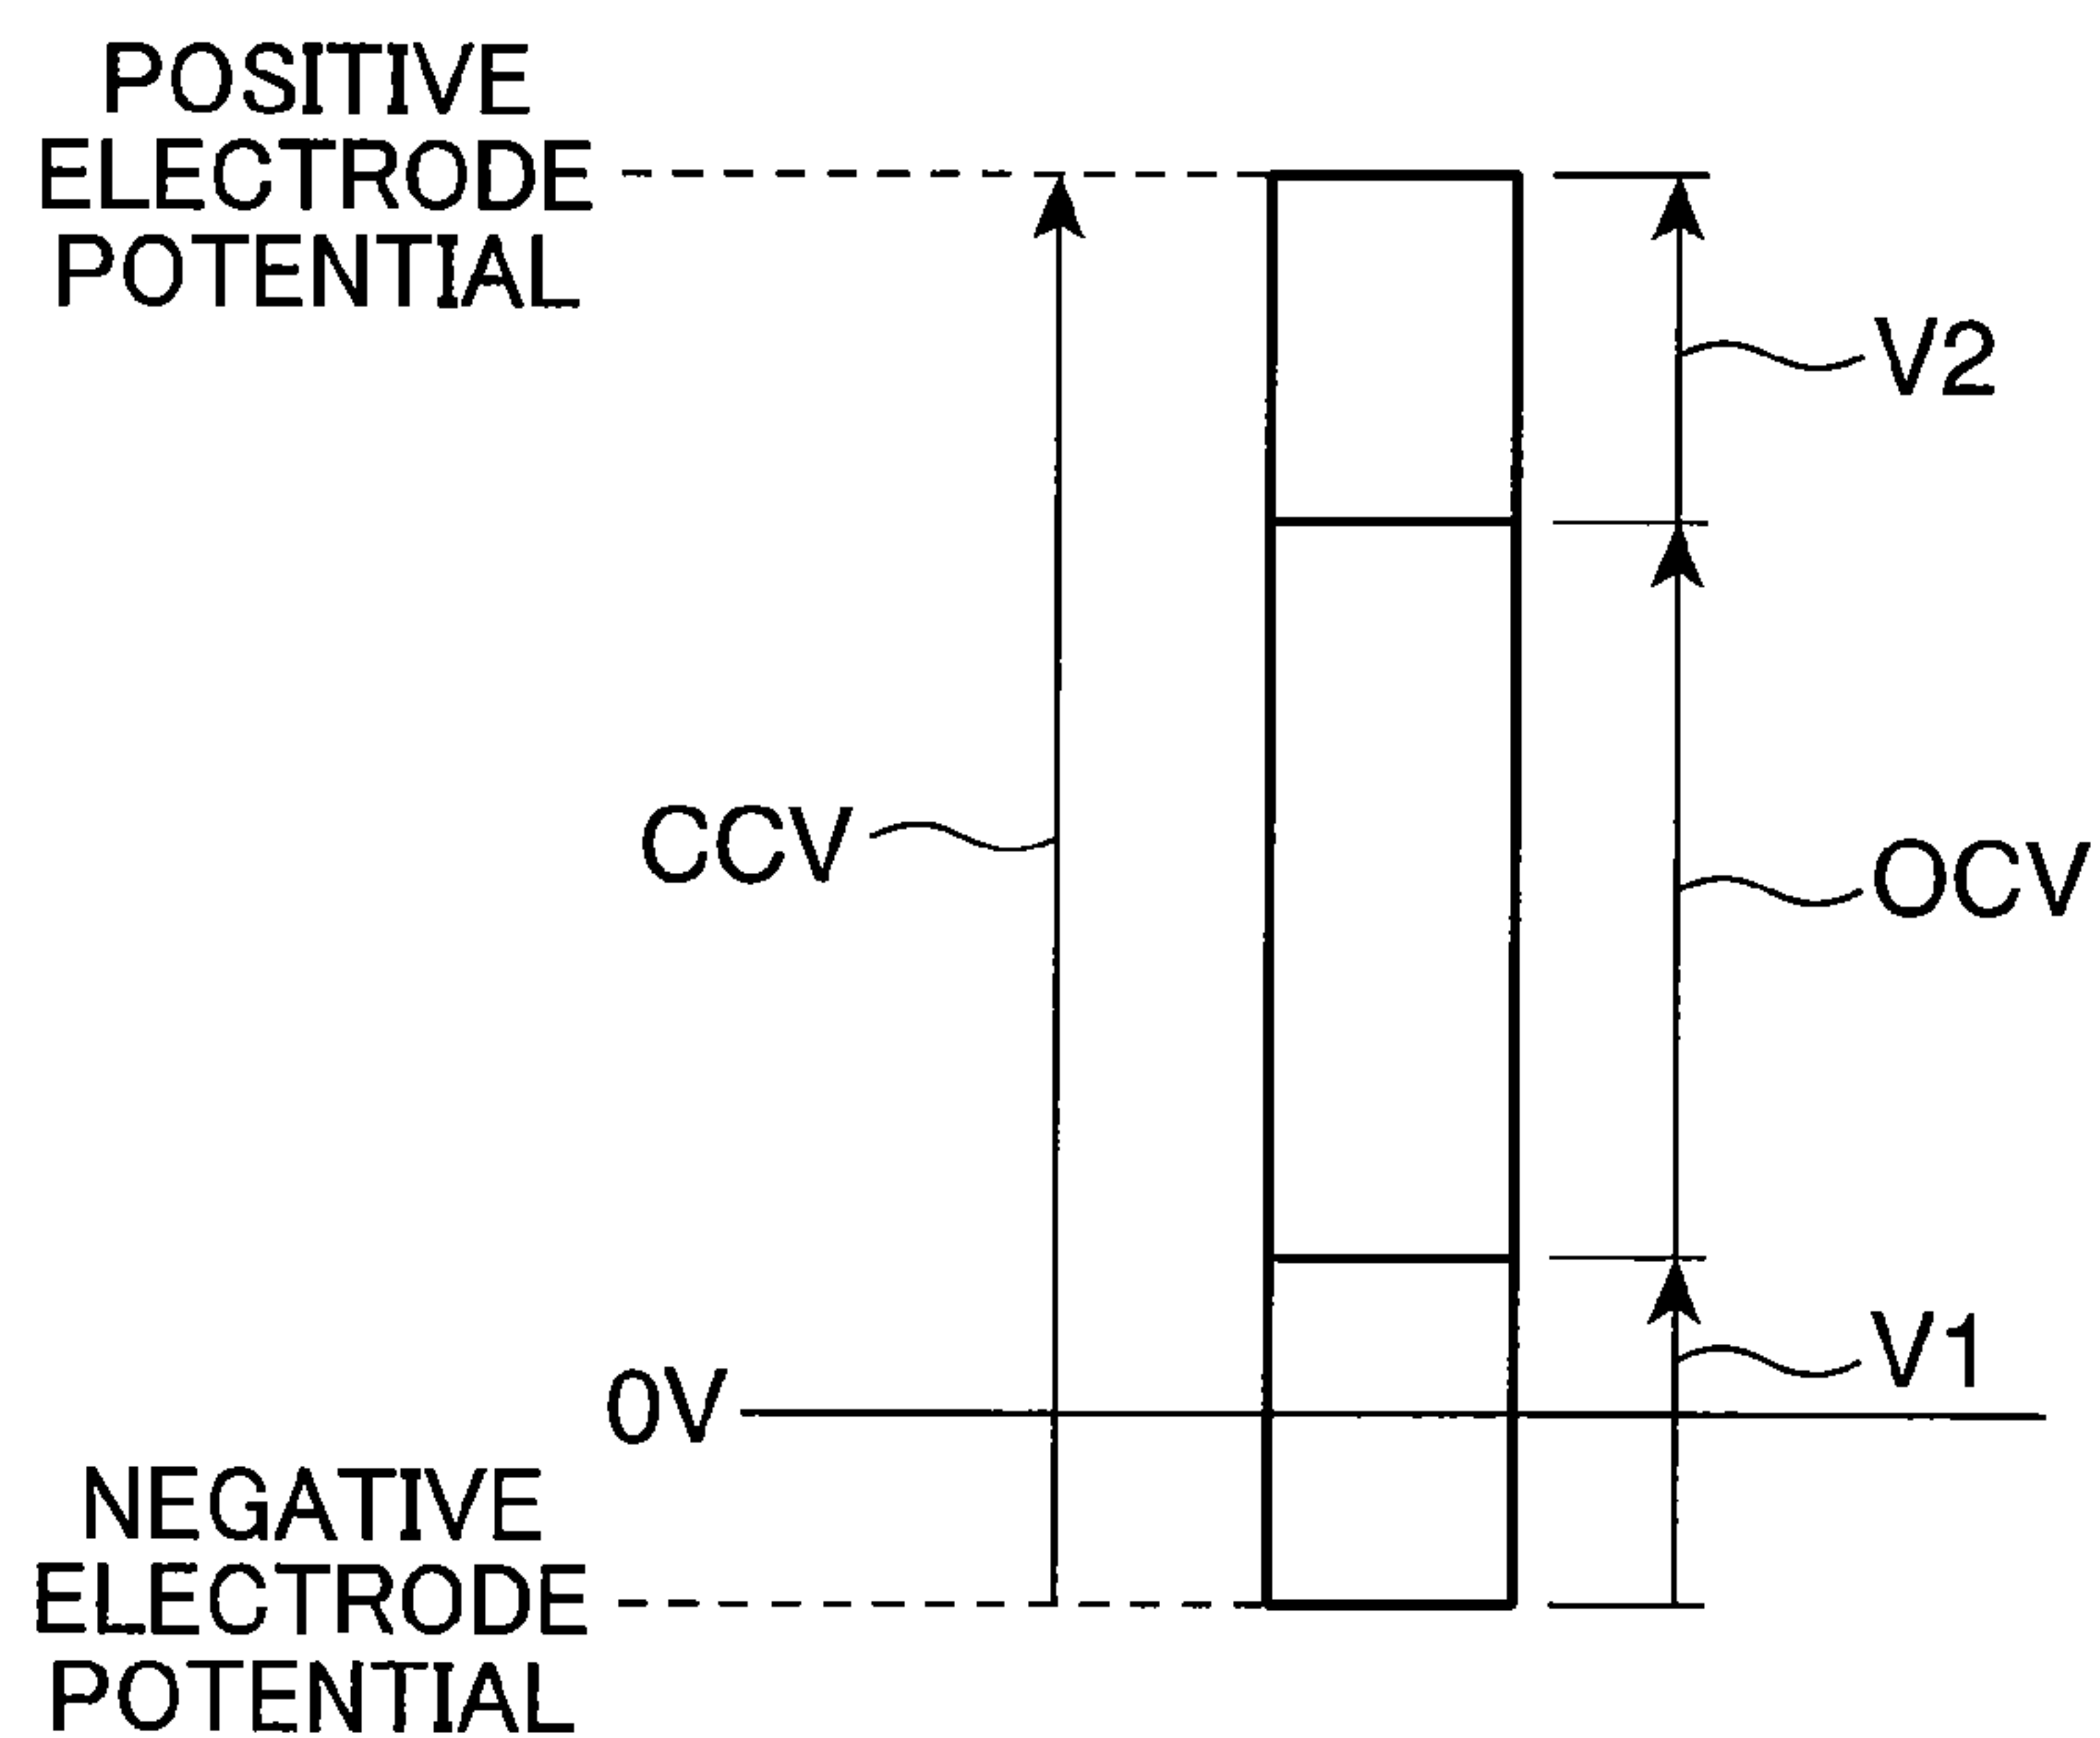 POSITIVE
ELECTRODE
POTENTIAL
V2
CCV
OCV
V1
0V
NEGATIVE
ELECTRODE
POTENTIAL